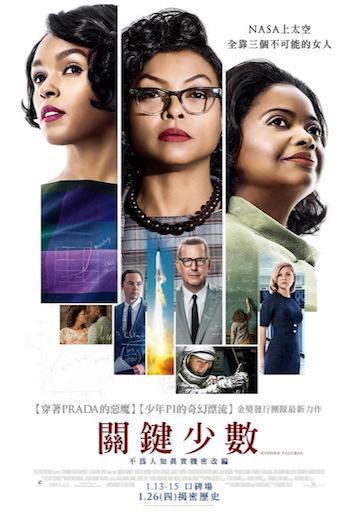 NASA上太空
全靠三個不可能的女人
【穿著PRADA的惡魔】【少年PI的奇幻漂流】金獎發行團隊最新力作
關鍵少數
HIDDEN FIGURES
不為人知真實機密改編
1.13-15 口碑場
1.26(四)揭密歷史